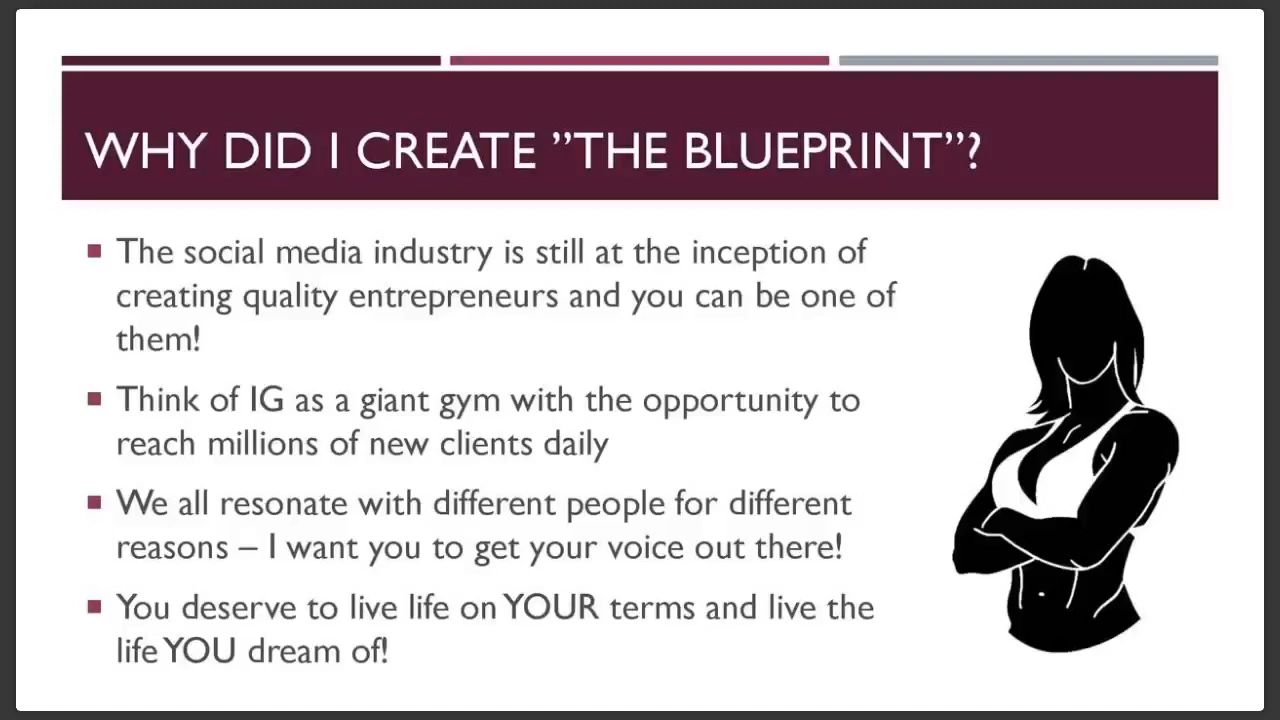 WHY DID I CREATE ”THE BLUEPRINT”?
The social media industry is still at the inception of
creating quality entrepreneurs and you can be one of
them!
Think of IG as a giant gym with the opportunity to
reach millions of new clients daily
We all resonate with different people for different
reasons – I want you to get your voice out there!
You deserve to live life on YOUR terms and live the
life YOU dream of!